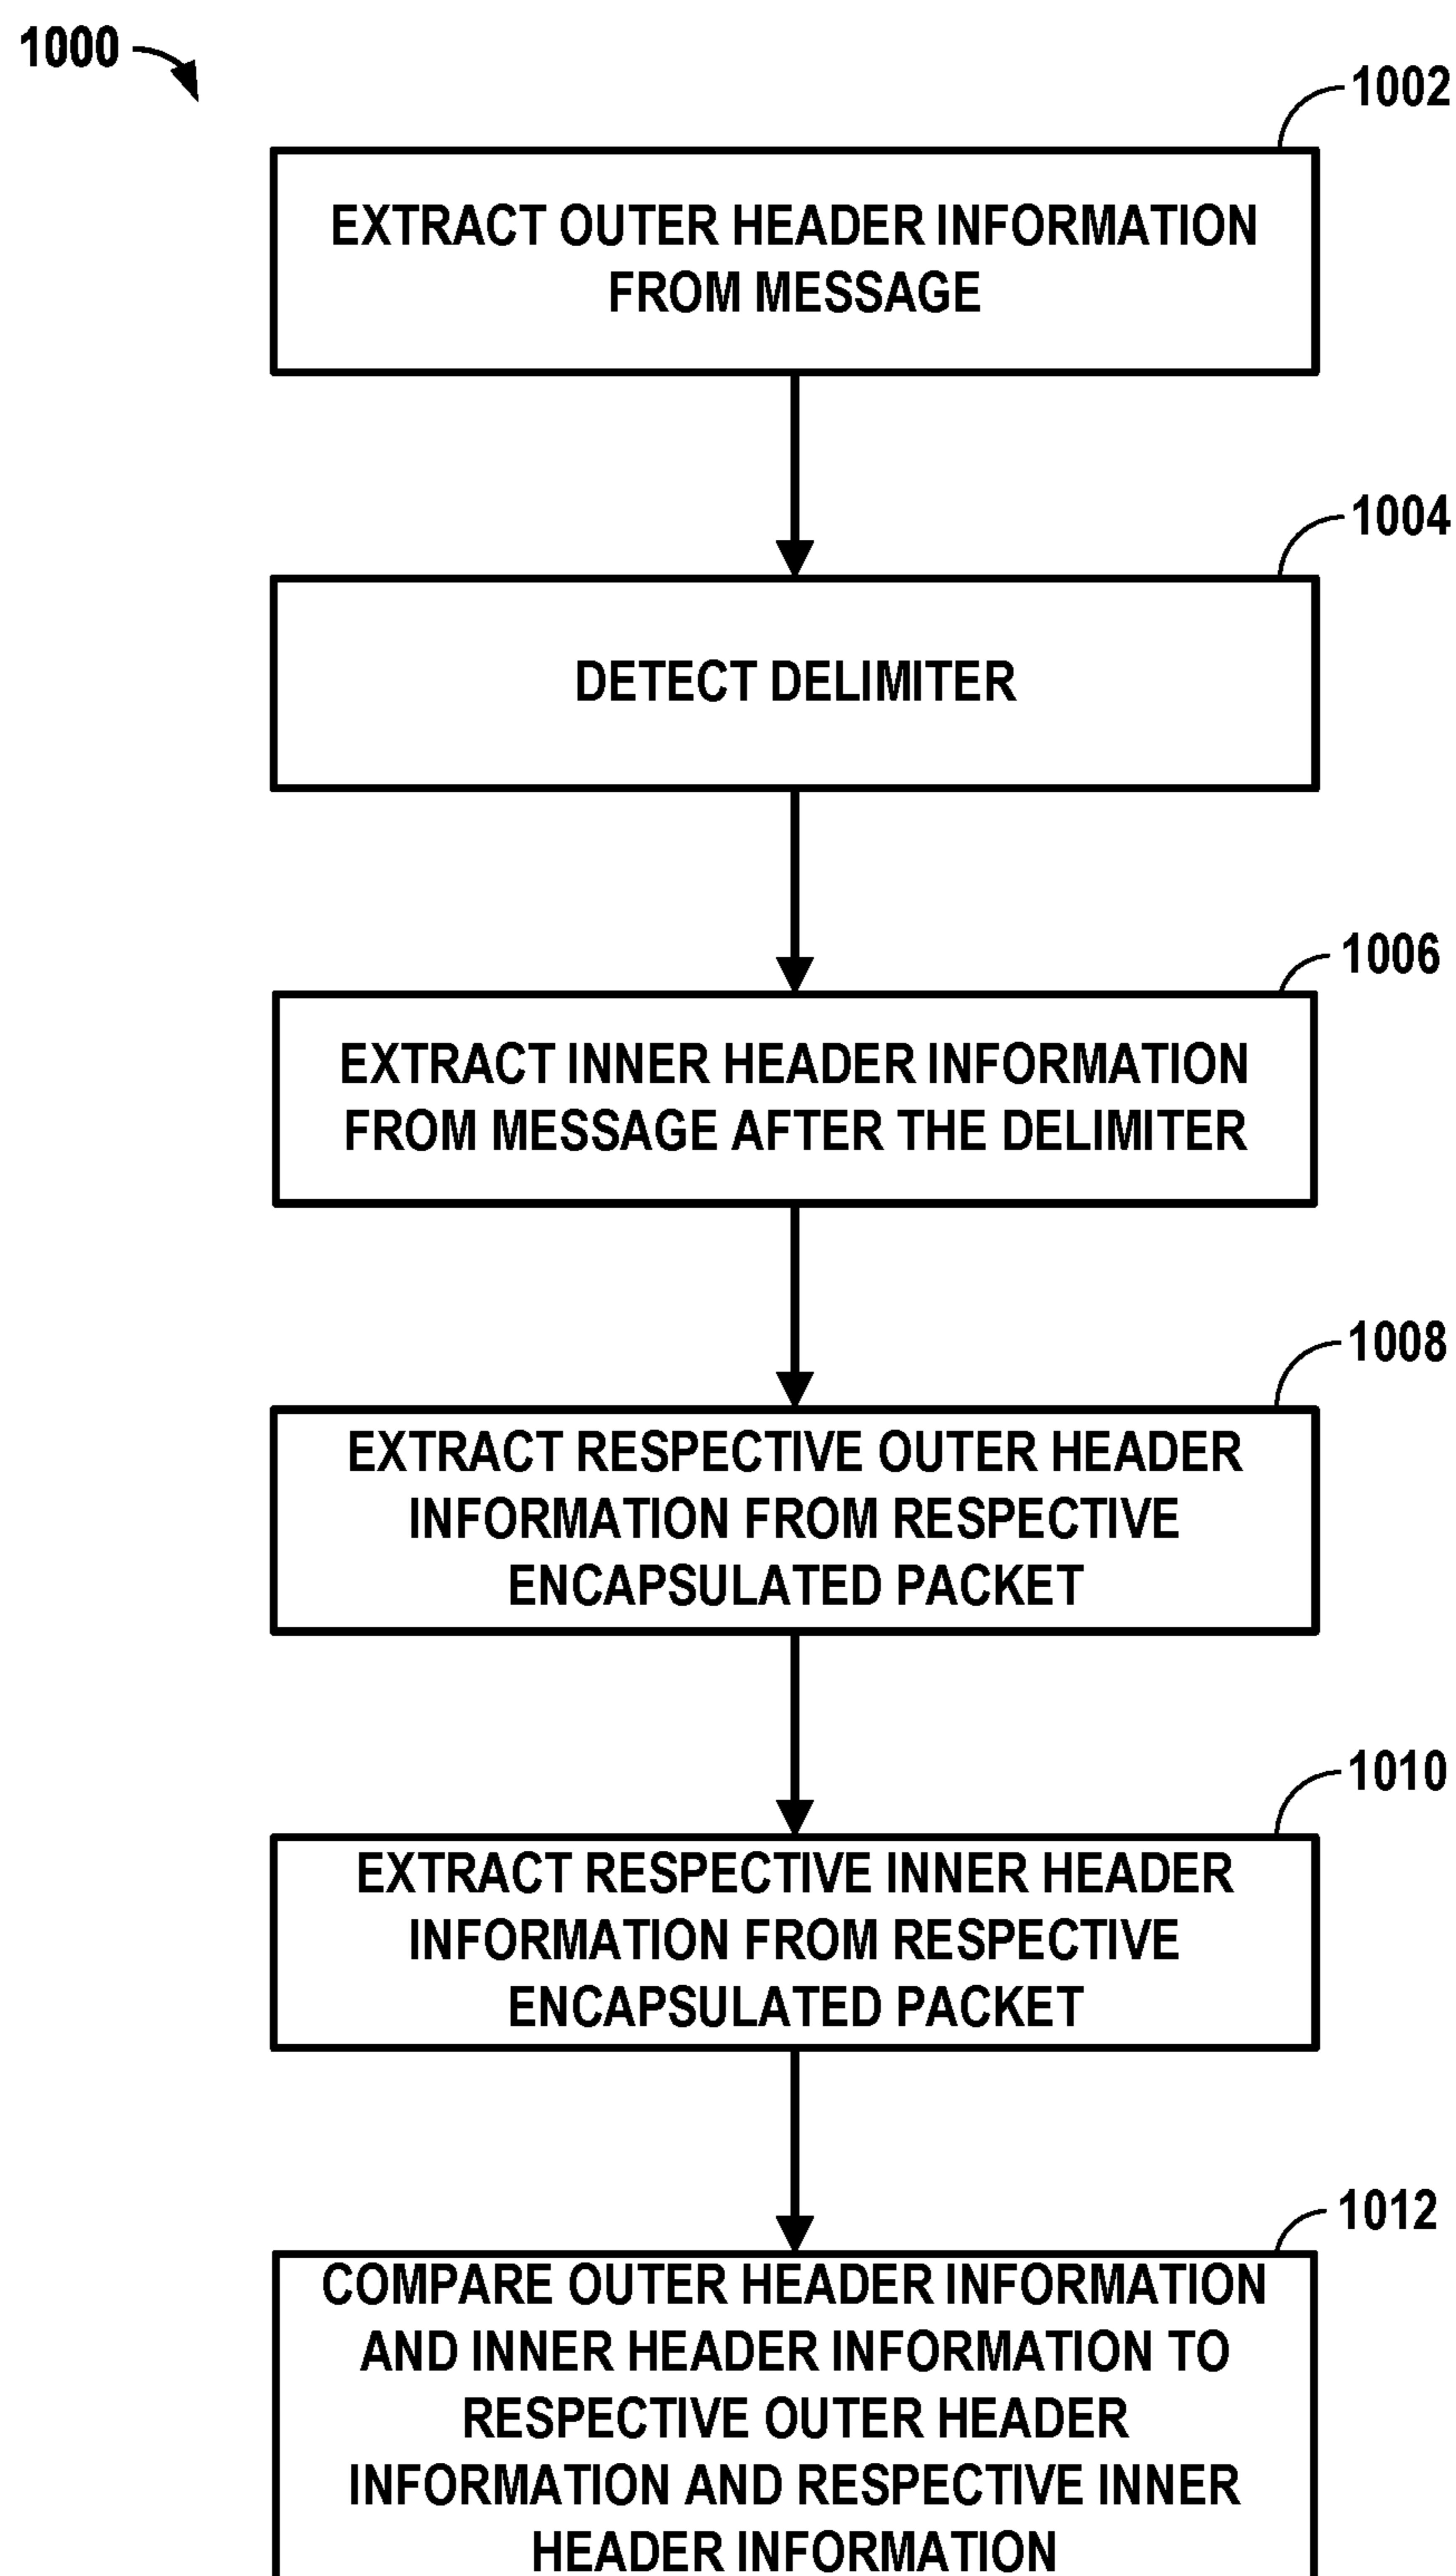 1000
1002
EXTRACT OUTER HEADER INFORMATION
FROM MESSAGE
1004
DETECT DELIMITER
1006
EXTRACT INNER HEADER INFORMATION
FROM MESSAGE AFTER THE DELIMITER
1008
EXTRACT RESPECTIVE OUTER HEADER
INFORMATION FROM RESPECTIVE
ENCAPSULATED PACKET
1010
EXTRACT RESPECTIVE INNER HEADER
INFORMATION FROM RESPECTIVE
ENCAPSULATED PACKET
1012
COMPARE OUTER HEADER INFORMATION
AND INNER HEADER INFORMATION TO
RESPECTIVE OUTER HEADER
INFORMATION AND RESPECTIVE INNER
HEADER INFORMATION